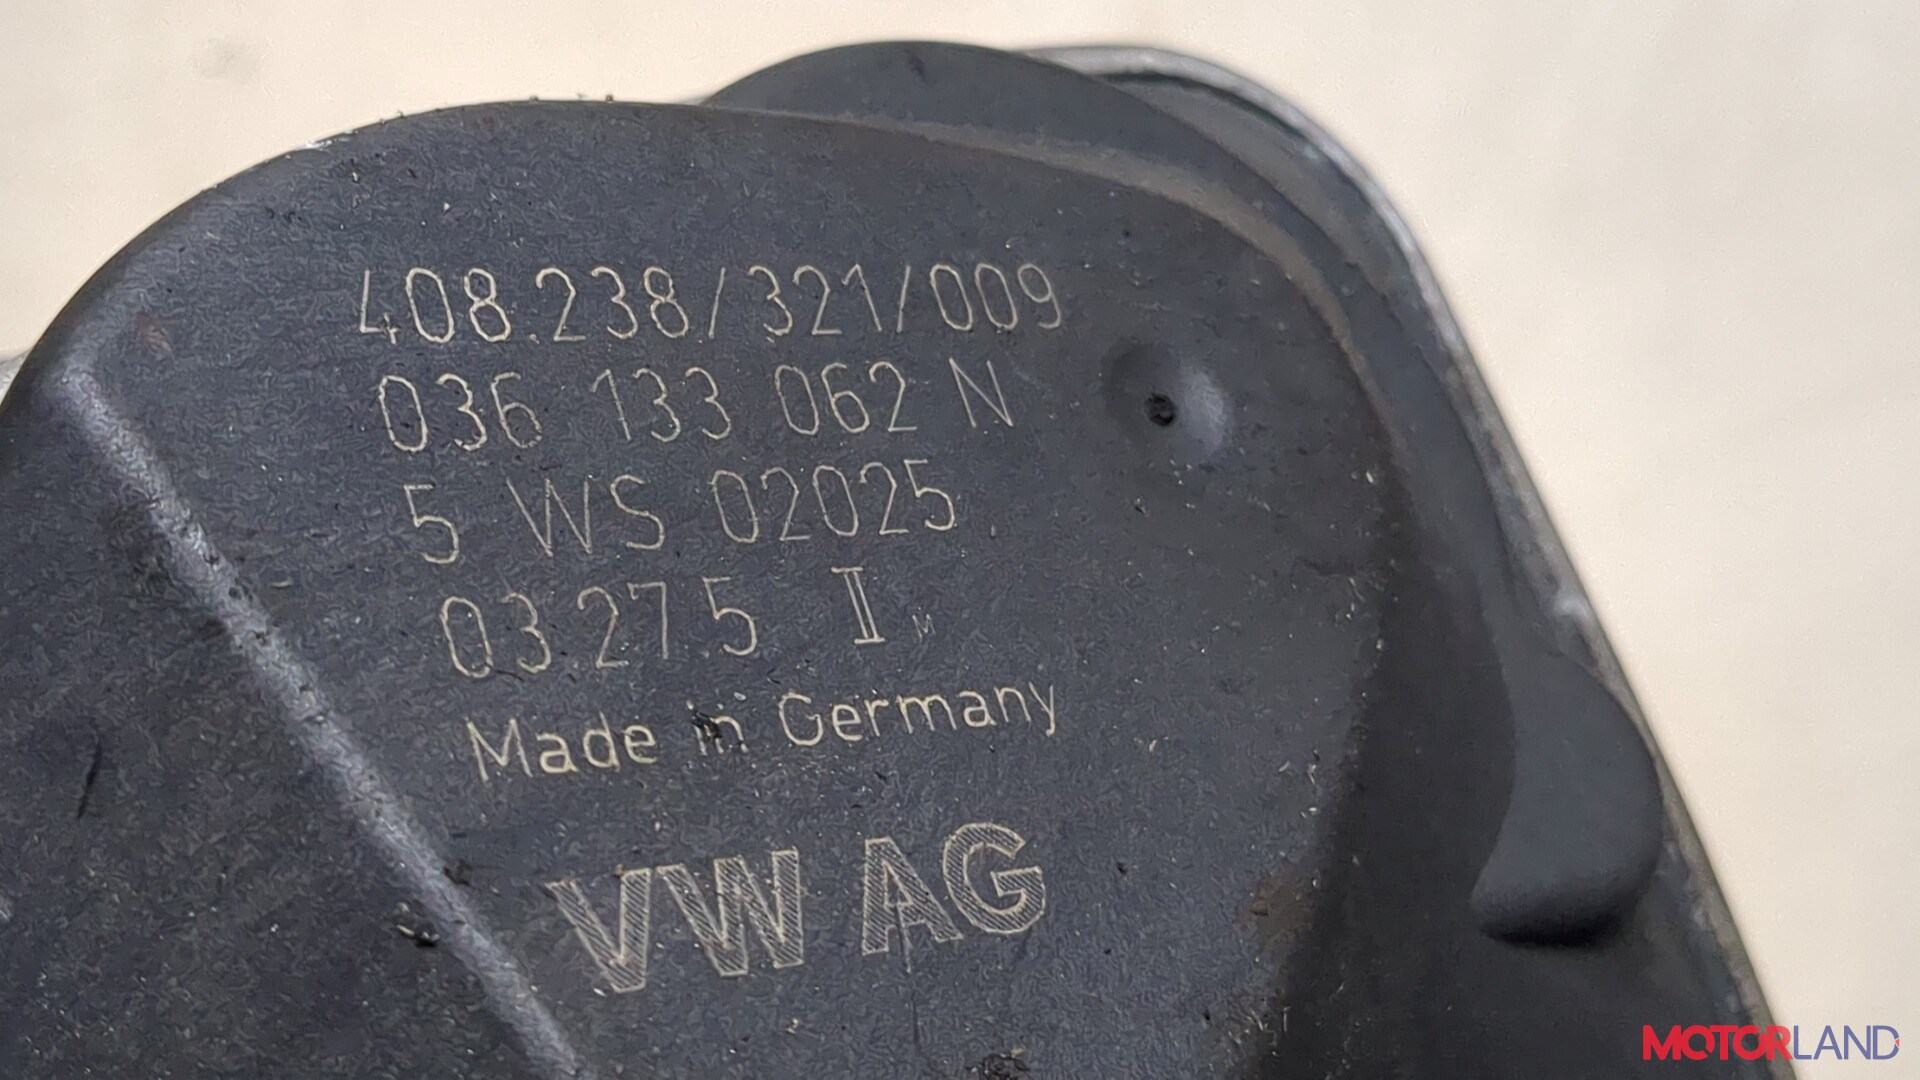 408.238/321/009
036 133 062 N
5 WS 02025
03.27.5 II M
Made in Germany
VW AG
MOTORLAND